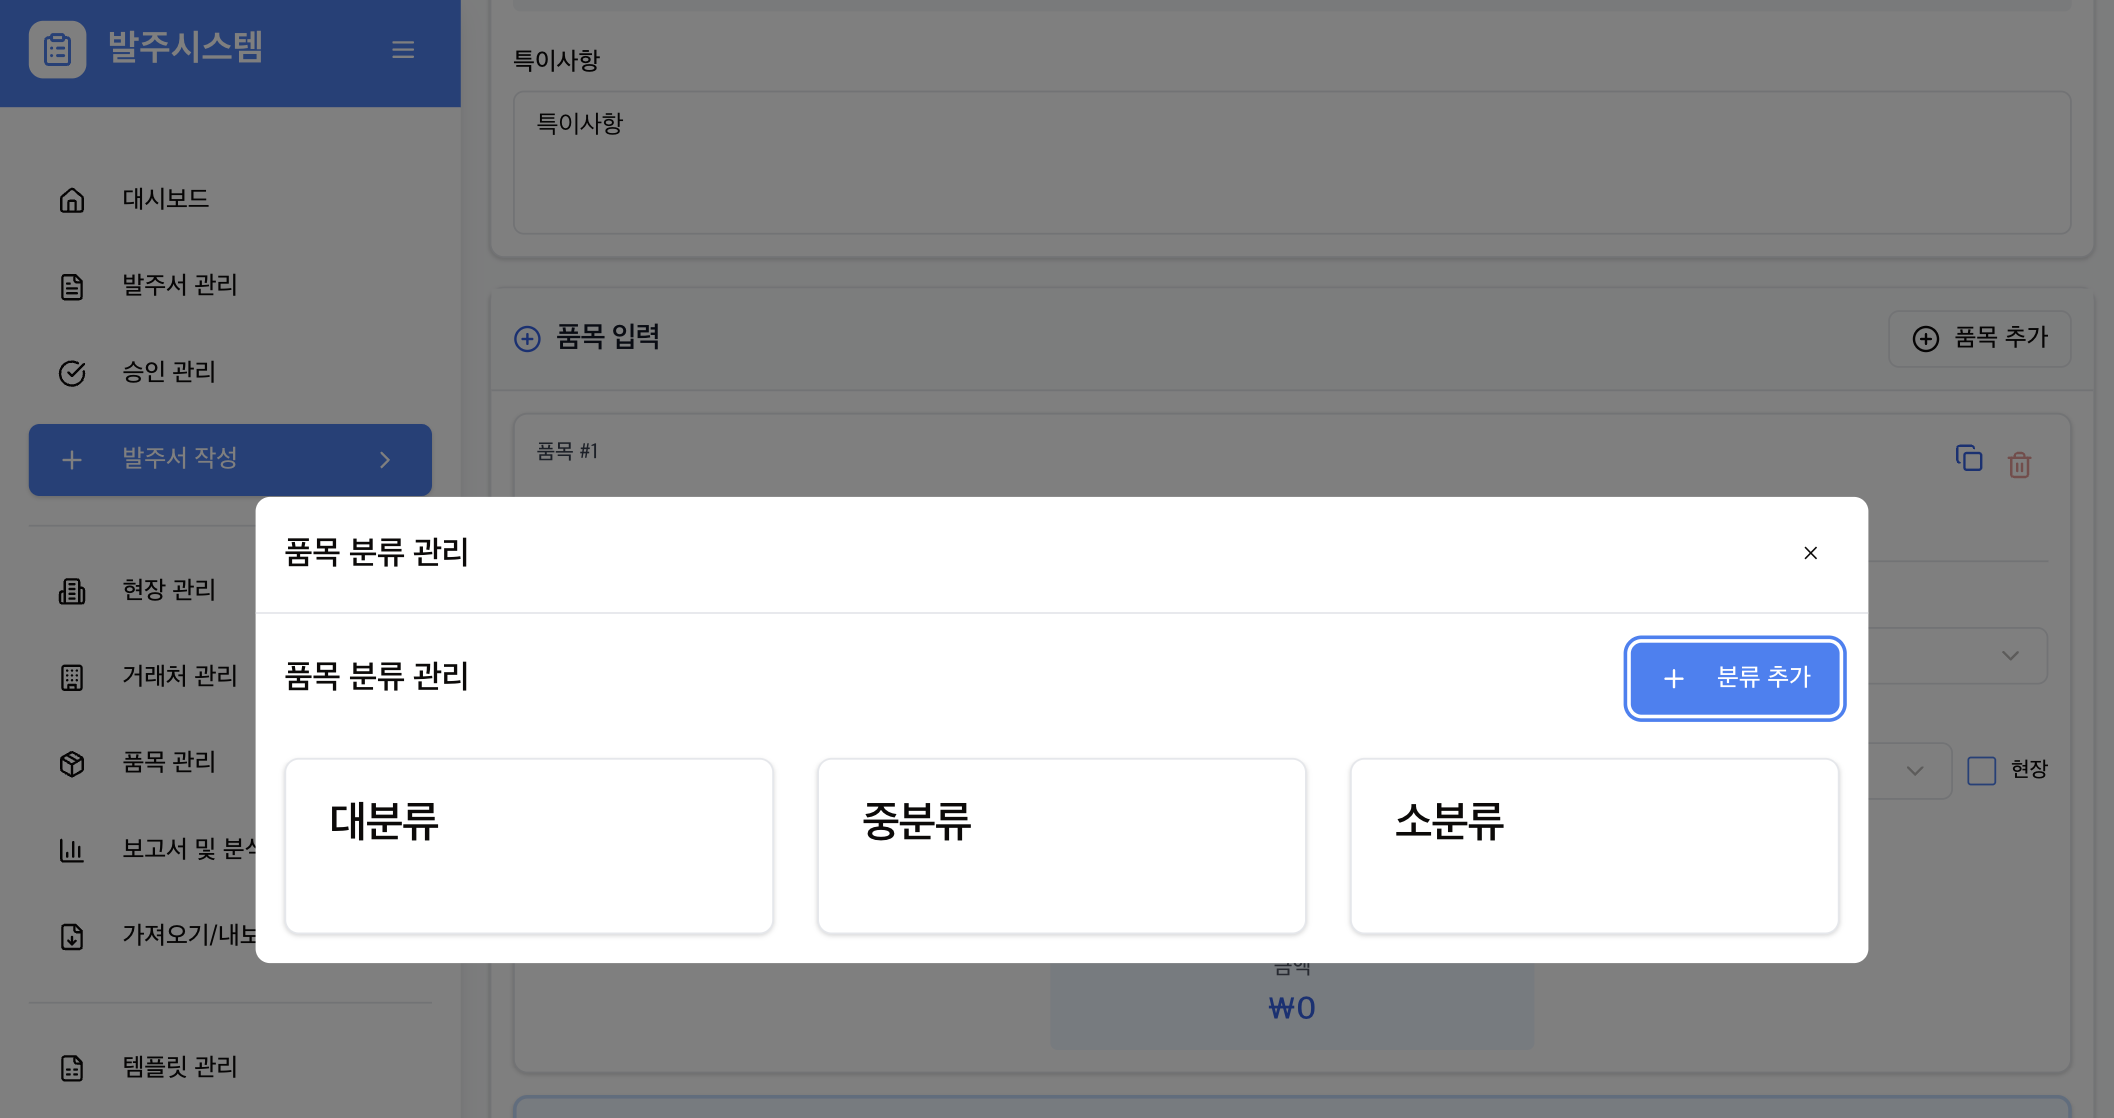 발주시스템
대시보드
발주서 관리
승인 관리
발주서 작성
현장 관리
거래처 관리
품목 관리
보고서 및
가져오기/내보
템플릿 관리
특이사항
특이사항
품목 입력
품목 추가
품목 #1
현장
품목 분류 관리
품목 분류 관리
분류 추가
대분류
중분류
소분류
₩0